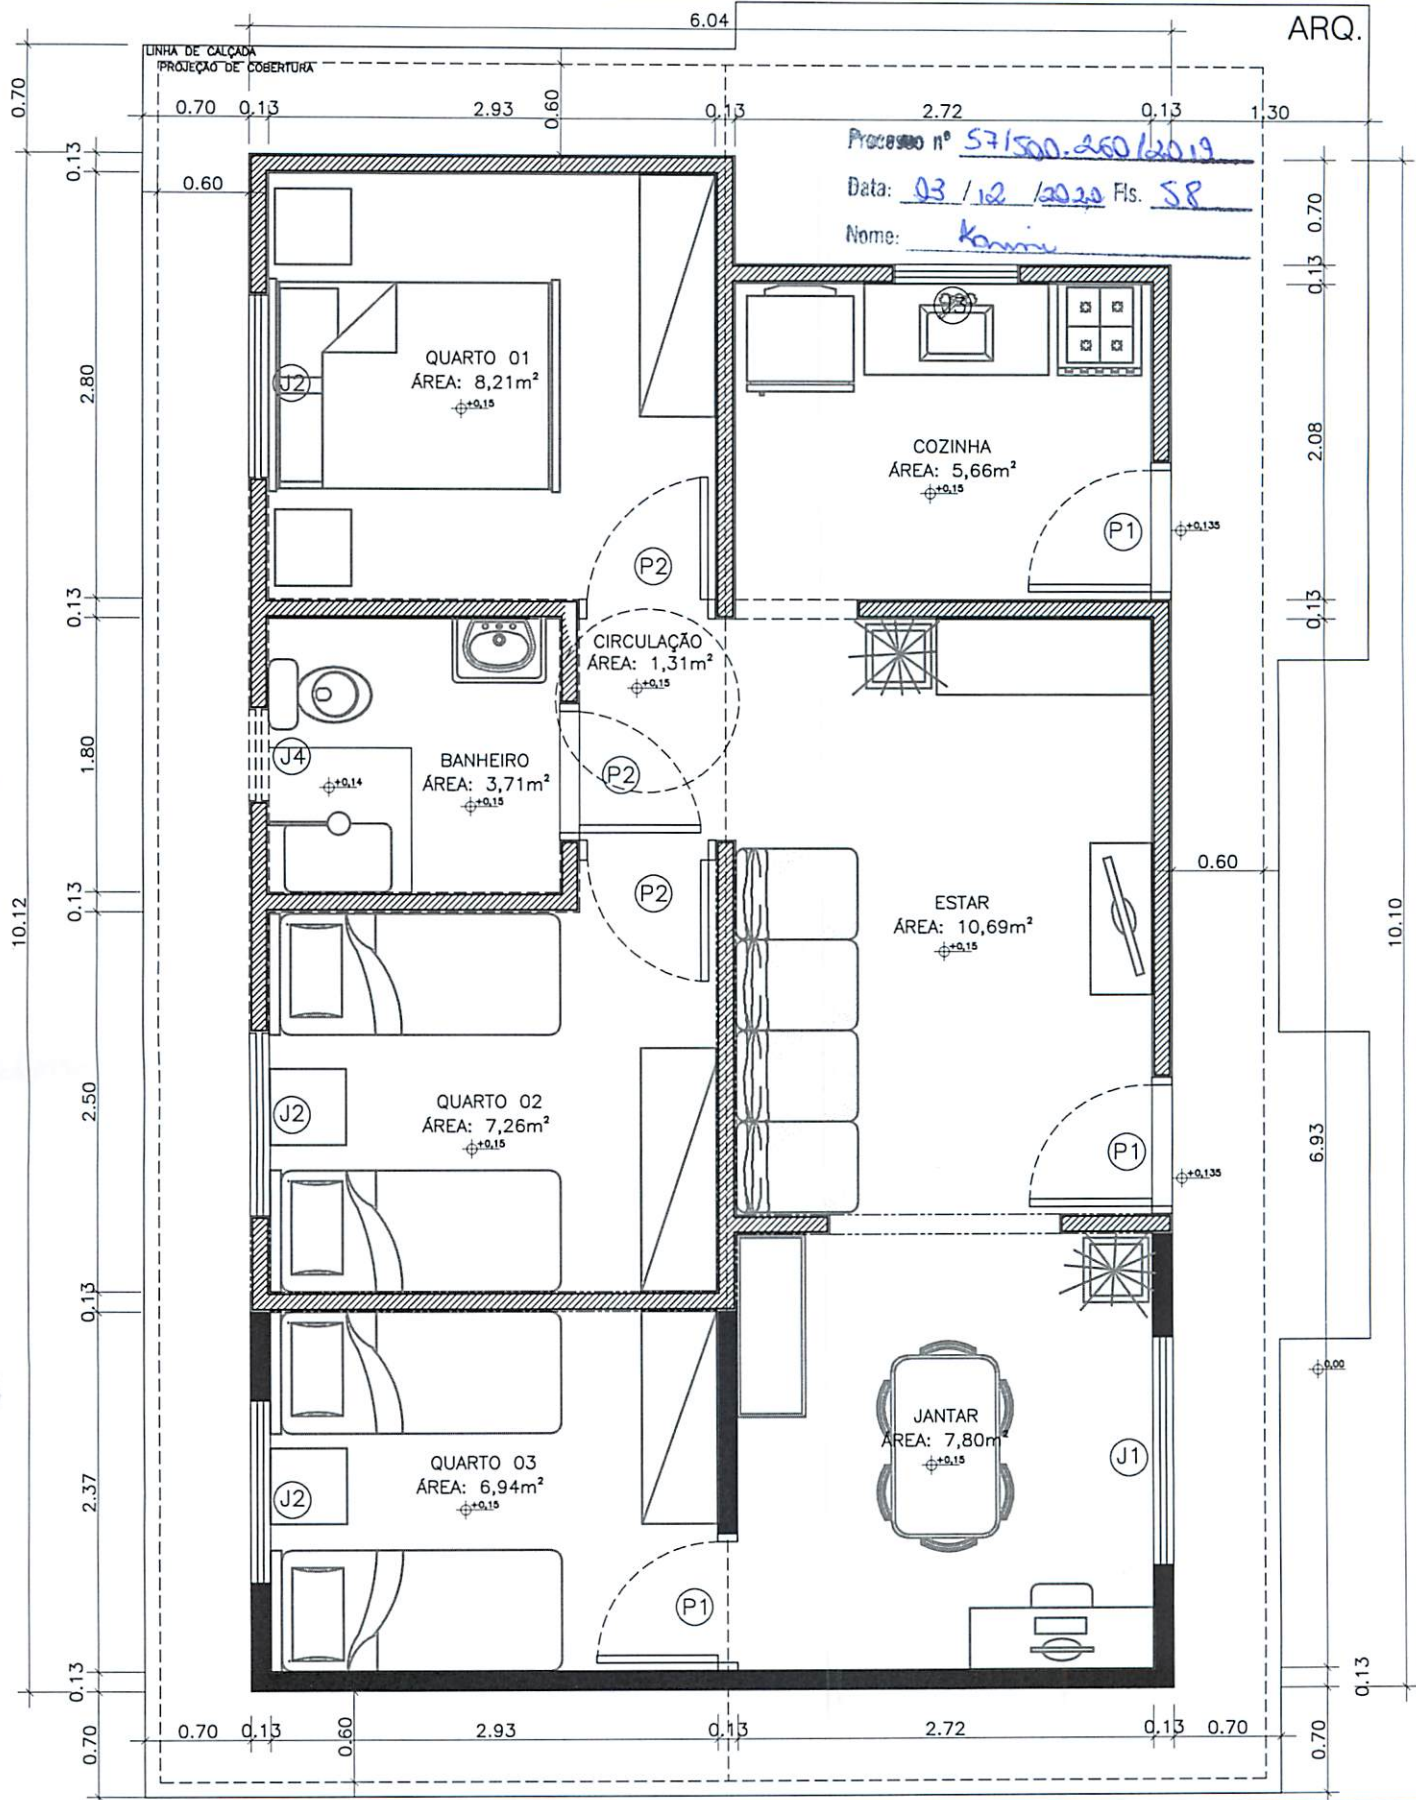 6.04
ARQ.
LINHA DE CALÇADA
PROJEÇÃO DE COBERTURA
0.70
0.70 0.13 2.93 0.60 0.13 2.72 0.13 1.30
Processo nº 57/500.260/2019
Data: 03 / 12 /2020 Fls. 58
Nome: Karine
0.13
0.60
0.70
0.13
QUARTO 01
ÁREA: 8,21m²
+0,15
J2
2.80
J3
COZINHA
ÁREA: 5,66m²
+0,15
2.08
P1
+0,135
P2
0.13
0.13
CIRCULAÇÃO
ÁREA: 1,31m²
+0,15
J4
+0,14
BANHEIRO
ÁREA: 3,71m²
+0,15
1.80
P2
P2
0.13
0.60
ESTAR
ÁREA: 10,69m²
+0,15
10.12
10.10
QUARTO 02
ÁREA: 7,26m²
+0,15
J2
2.50
P1
+0,135
6.93
0.13
0,00
JANTAR
ÁREA: 7,80m²
+0,15
J1
QUARTO 03
ÁREA: 6,94m²
+0,15
J2
2.37
P1
0.13
0.13
0.70
0.70 0.13 0.60 2.93 0.13 2.72 0.13 0.70
0.70